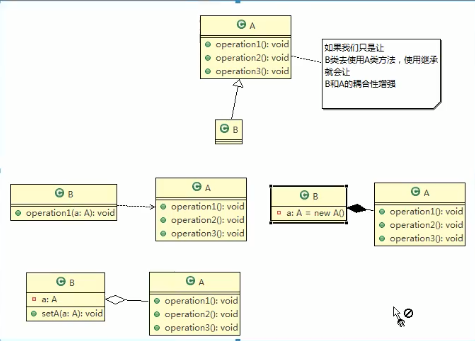 A
operation1(): void
operation2(): void
operation3(): void
如果我们只是让
B类去使用A类方法，使用继承
就会让
B和A的耦合性增强
B
B
operation1(a: A): void
A
operation1(): void
operation2(): void
operation3(): void
B
a: A = new A()
A
operation1(): void
operation2(): void
operation3(): void
B
a: A
setA(a: A): void
A
operation1(): void
operation2(): void
operation3(): void